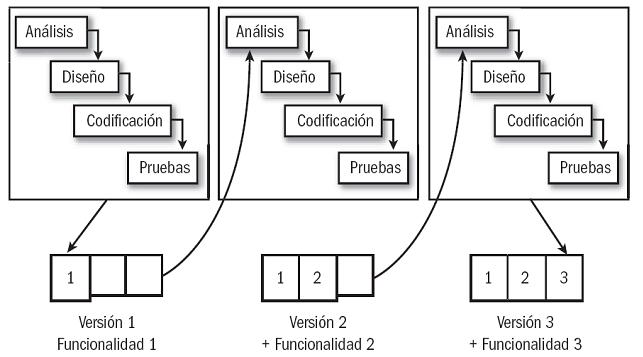 Análisis
Diseño
Codificación
Pruebas
Análisis
Diseño
Codificación
Pruebas
Análisis
Diseño
Codificación
Pruebas
1
1 2
1 2 3
Versión 1
Funcionalidad 1
Versión 2
+ Funcionalidad 2
Versión 3
+ Funcionalidad 3